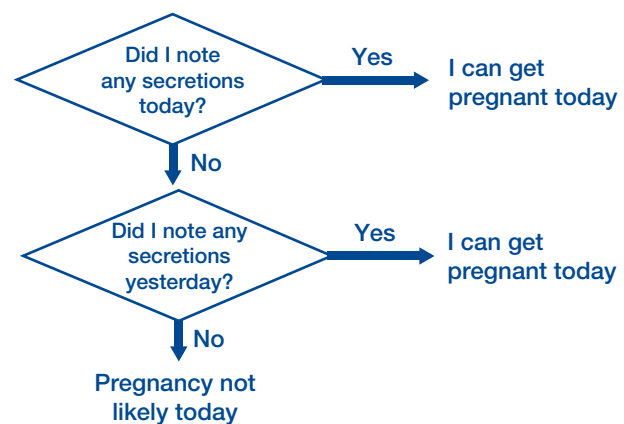 Did I note
any secretions
today?
Yes
I can get
pregnant today
No
Did I note any
secretions
yesterday?
Yes
I can get
pregnant today
No
Pregnancy not
likely today